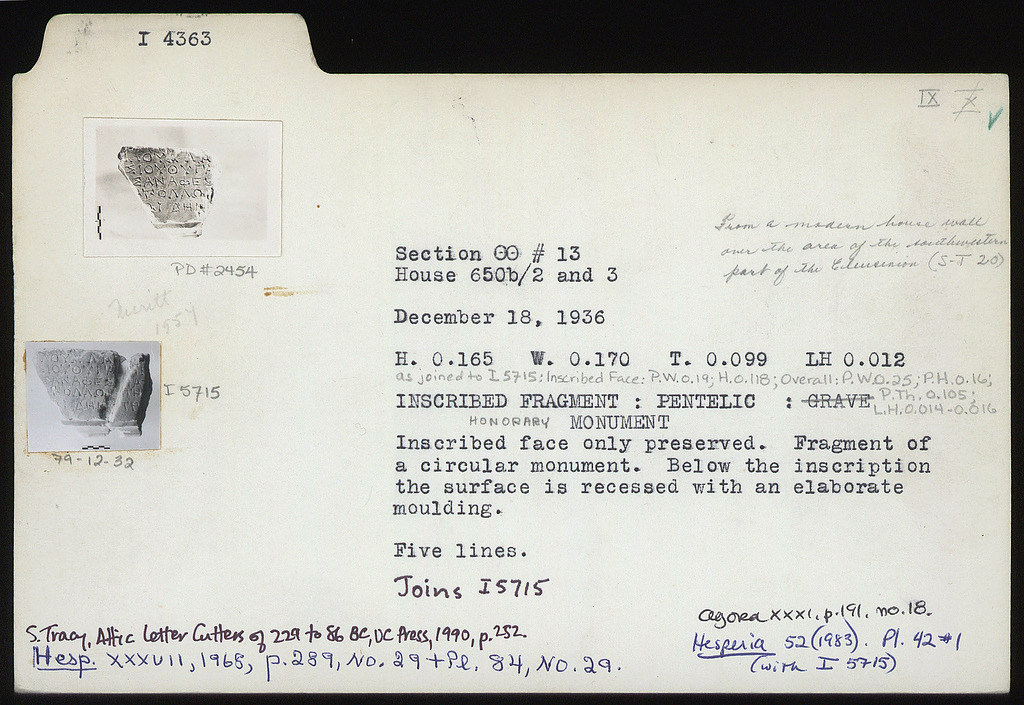 I 4363
IX X
PD#2454
Meritt
1957
I 5715
79-12-32
From a modern house wall
over the area of the southwestern
part of the Eleusinion (S-T 20)
Section ΘΘ # 13
House 650b/2 and 3
December 18, 1936
H. 0.165 W. 0.170 T. 0.099 LH 0.012
as joined to I 5715: Inscribed Face: P.W.0.19; H.0.118; Overall: P.W.0.25; P.H.0.16;
P.Th. 0.105;
L.H.0.014-0.016
INSCRIBED FRAGMENT : PENTELIC : GRAVE
HONORARY MONUMENT
Inscribed face only preserved. Fragment of
a circular monument. Below the inscription
the surface is recessed with an elaborate
moulding.
Five lines.
Joins I 5715
S. Tracy, Attic Letter Cutters of 229 to 86 BC, UC Press, 1990, p.252.
Hesp. XXXVII, 1968, p.289, No. 29 + Pl. 84, No. 29.
Agora XXXI, p.191, no.18.
Hesperia 52 (1983). Pl. 42 #1
(with I 5715)